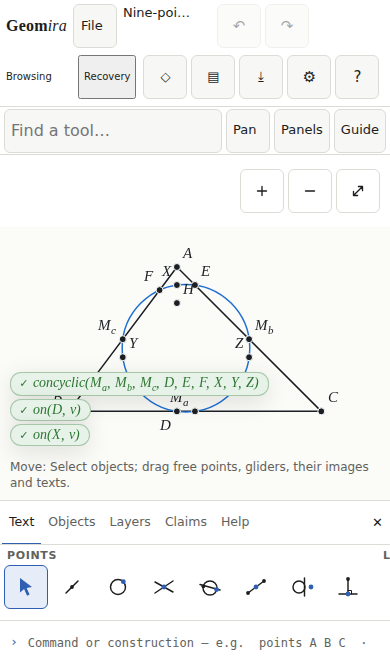 Geomira File Nine-poi…
Browsing Recovery ?
Find a tool… Pan Panels Guide
A
F X E
H
M_c M_b
Y Z
✓ concyclic(M_a, M_b, M_c, D, E, F, X, Y, Z)
M_a C
✓ on(D, ν)
D
✓ on(X, ν)
Move: Select objects; drag free points, gliders, their images
and texts.
Text Objects Layers Claims Help ×
POINTS L
› Command or construction — e.g. points A B C ·